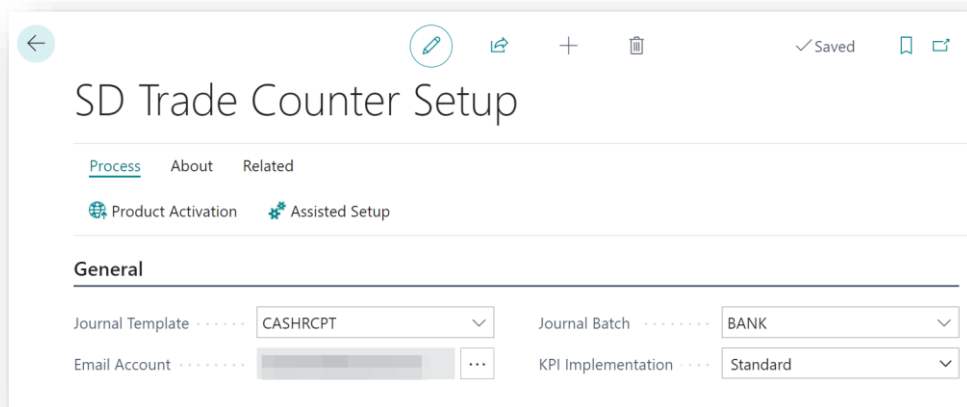 Saved
SD Trade Counter Setup
Process About Related
Product Activation Assisted Setup
General
Journal Template CASHRCPT Journal Batch BANK
Email Account KPI Implementation Standard